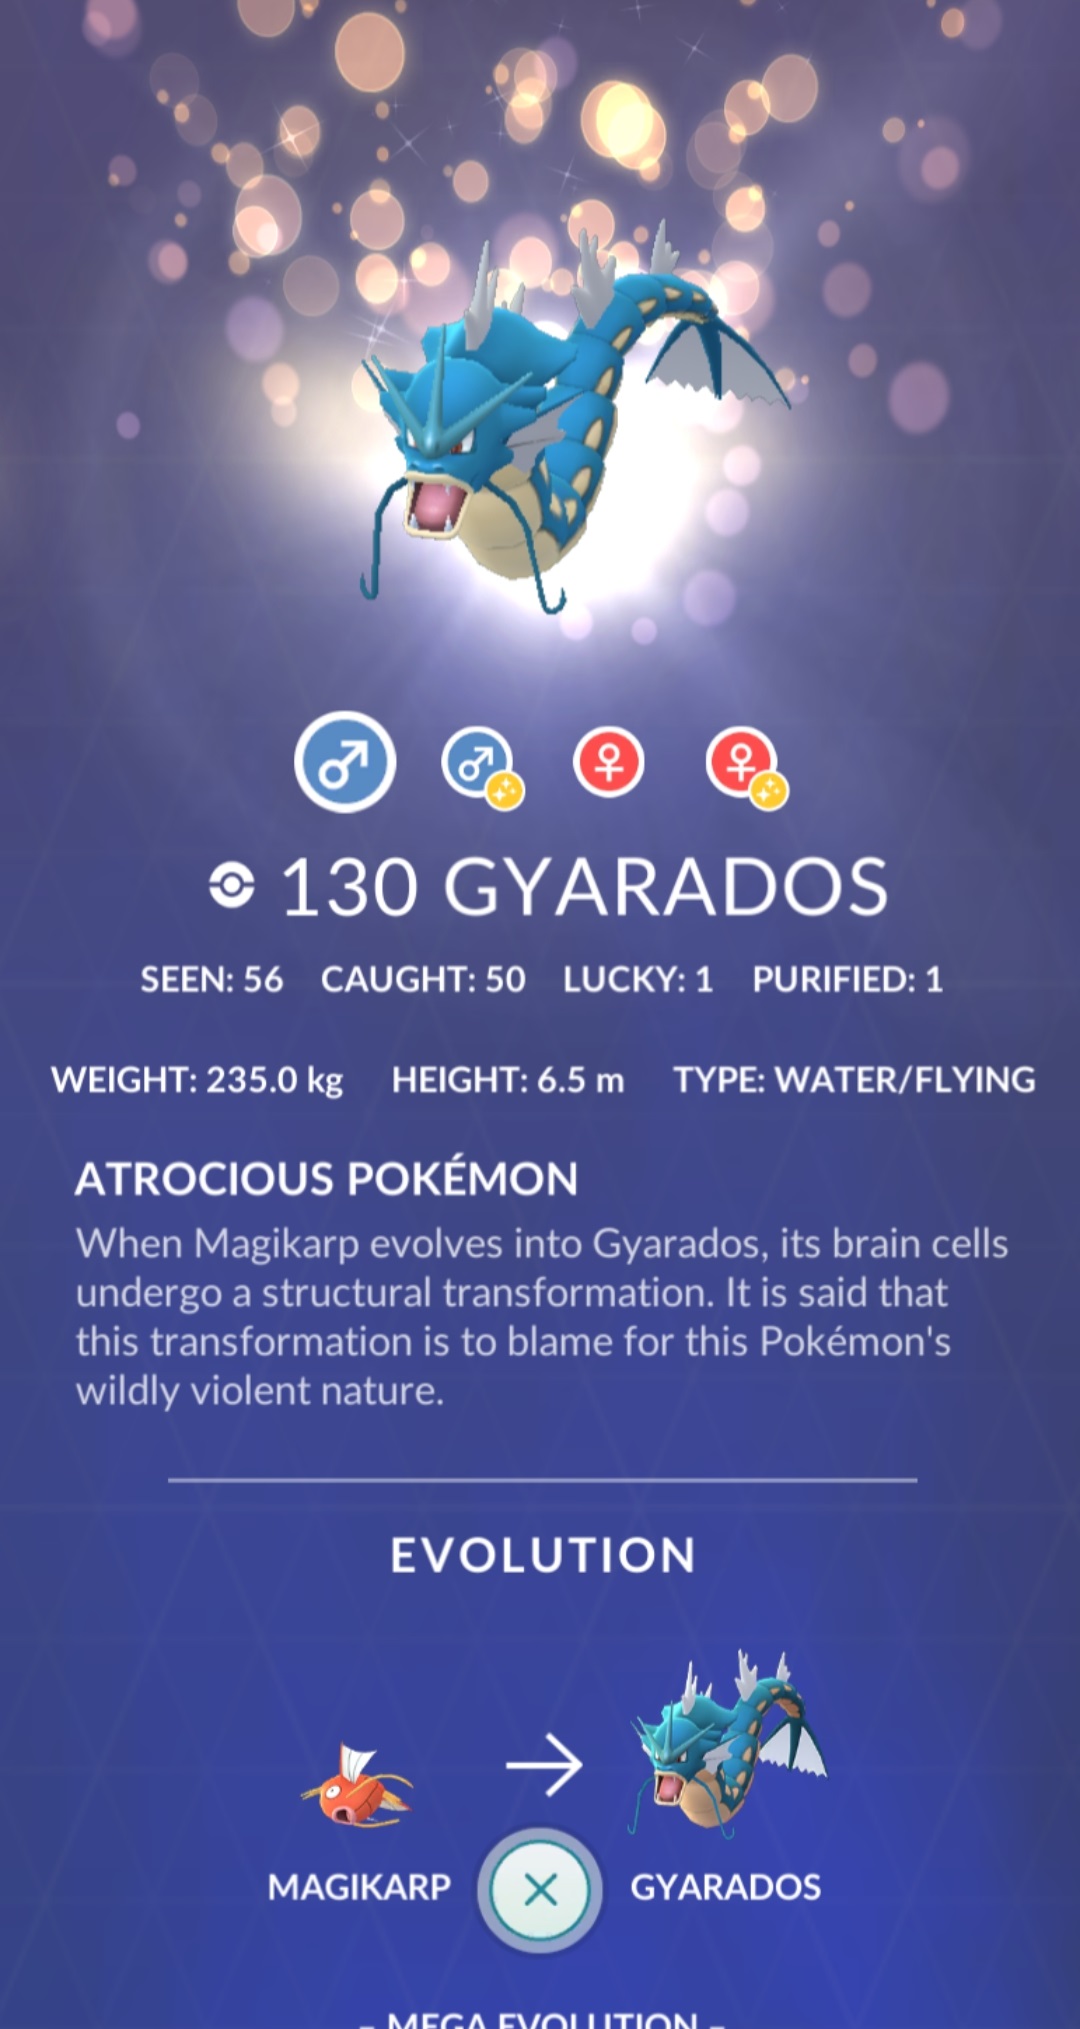 130 GYARADOS
SEEN: 56 CAUGHT: 50 LUCKY: 1 PURIFIED: 1
WEIGHT: 235.0 kg HEIGHT: 6.5 m TYPE: WATER/FLYING
ATROCIOUS POKÉMON
When Magikarp evolves into Gyarados, its brain cells
undergo a structural transformation. It is said that
this transformation is to blame for this Pokémon's
wildly violent nature.
EVOLUTION
MAGIKARP GYARADOS
- MEGA EVOLUTION -